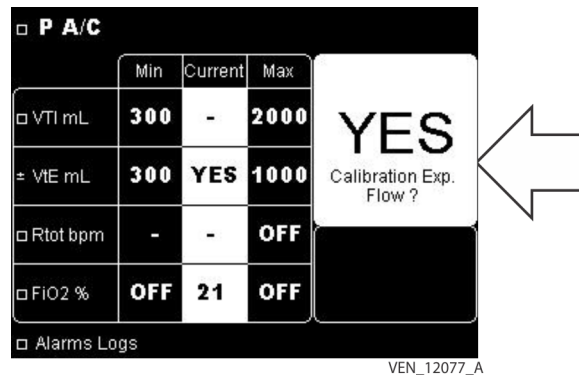 P A/C
Min Current Max
VTI mL 300 - 2000
VtE mL 300 YES 1000
Rtot bpm - - OFF
FiO2 % OFF 21 OFF
YES
Calibration Exp.
Flow ?
Alarms Logs
VEN_12077_A